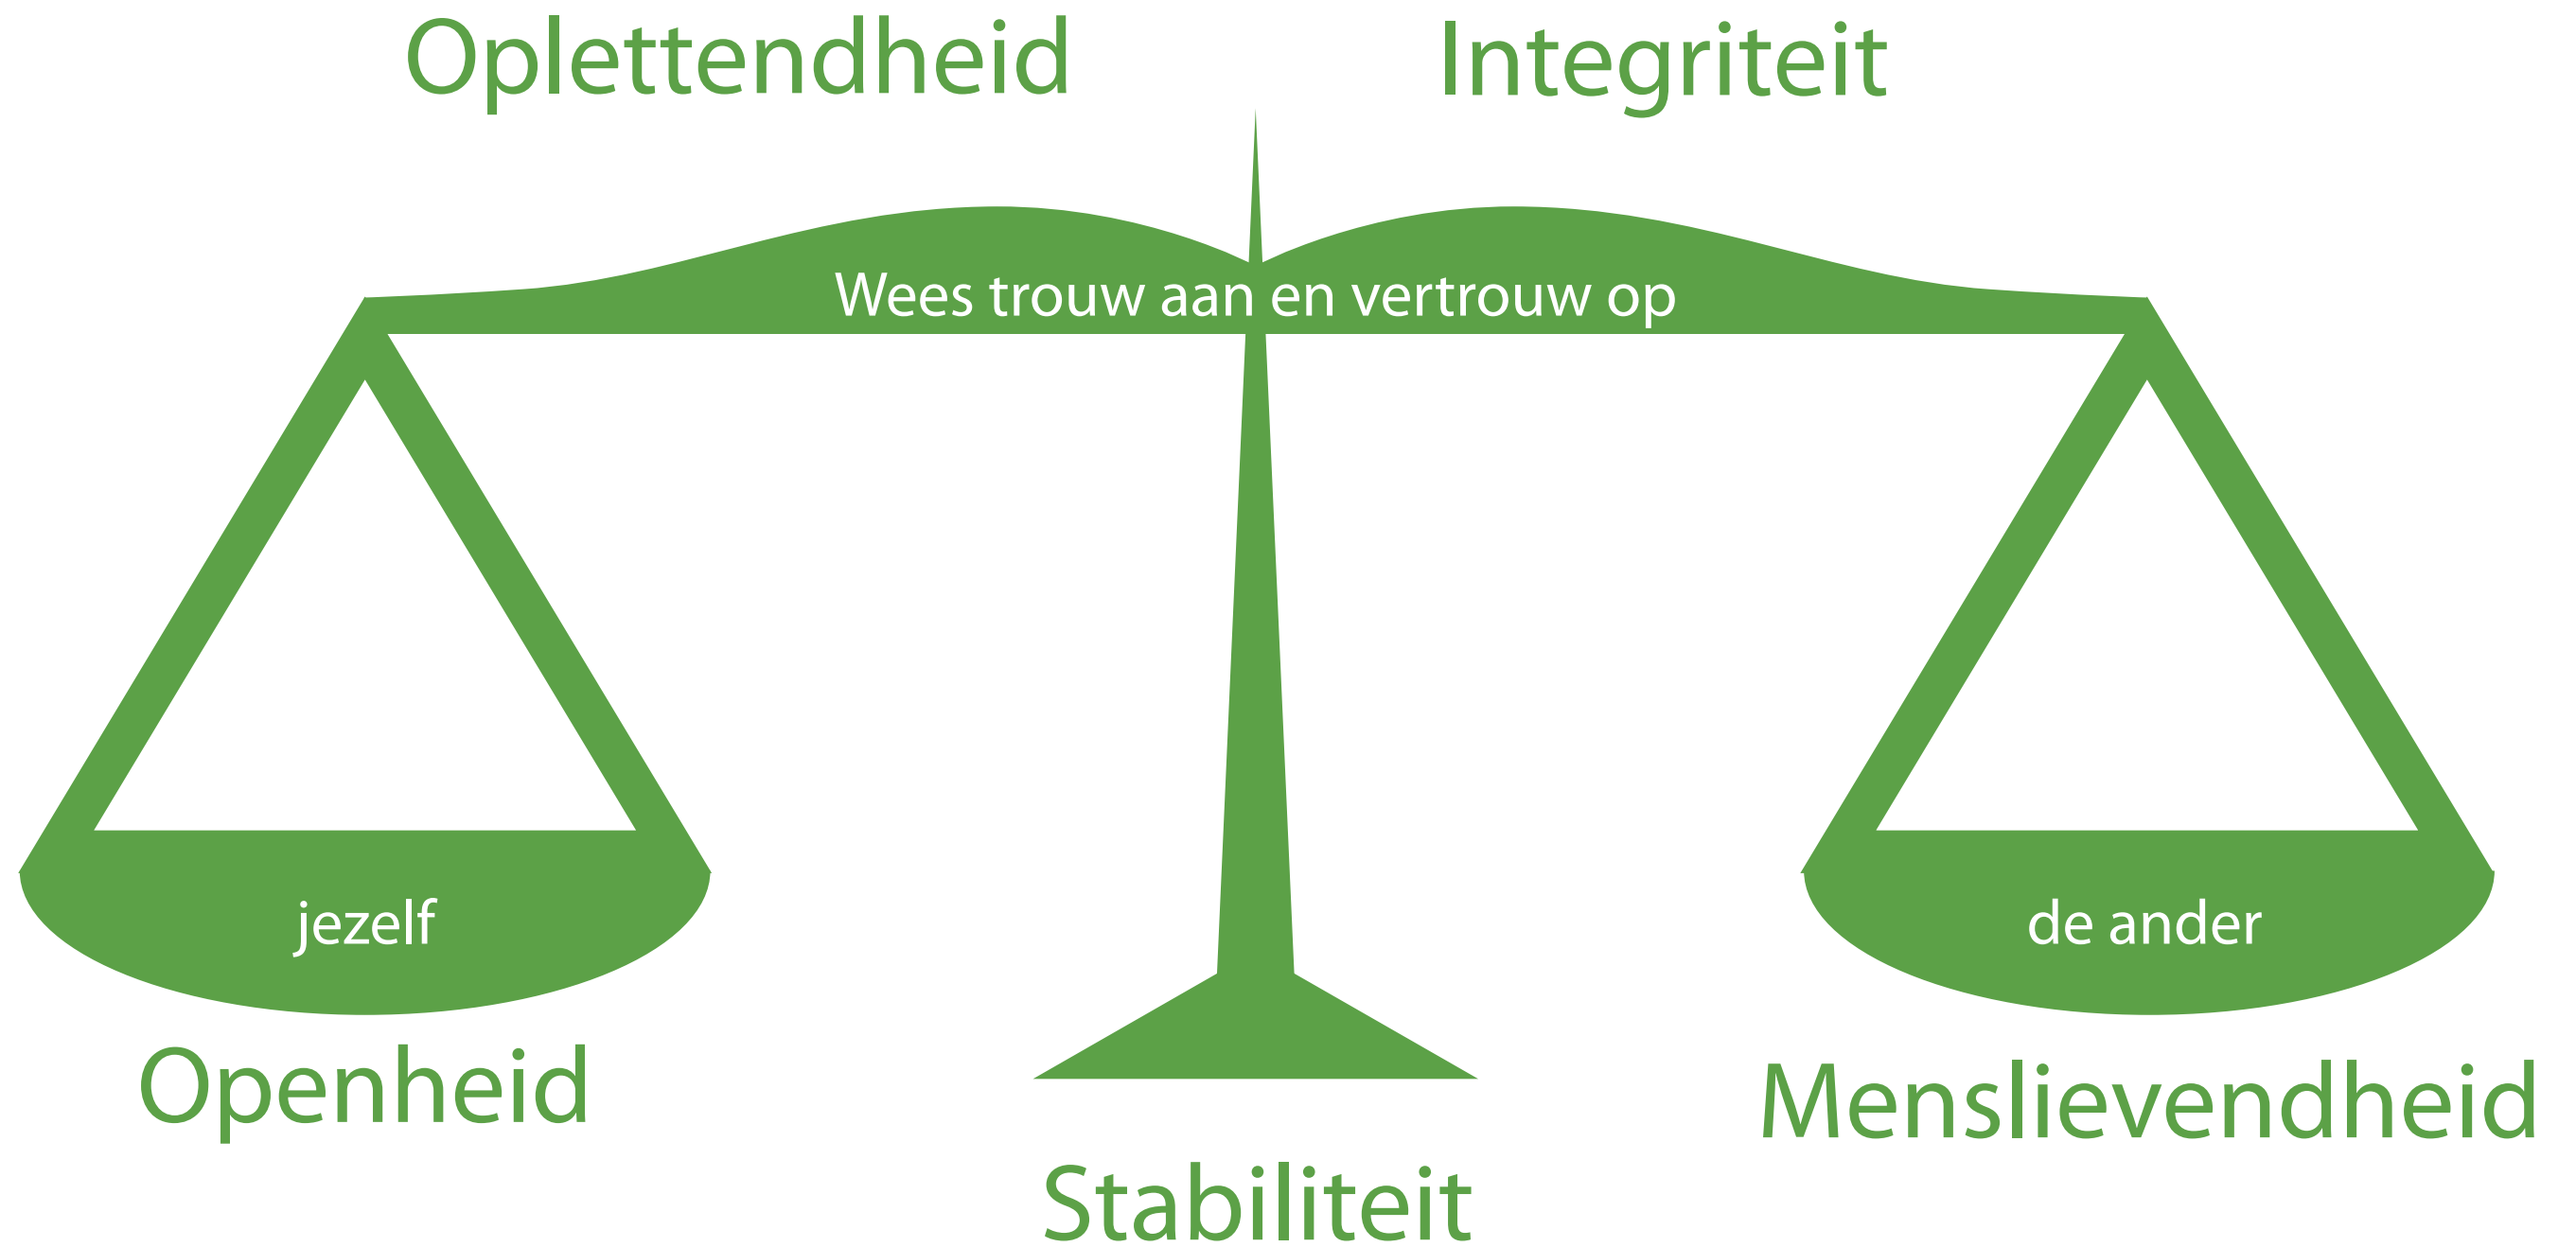 Oplettendheid
Integriteit
Wees trouw aan en vertrouw op
jezelf
de ander
Openheid
Menslievendheid
Stabiliteit